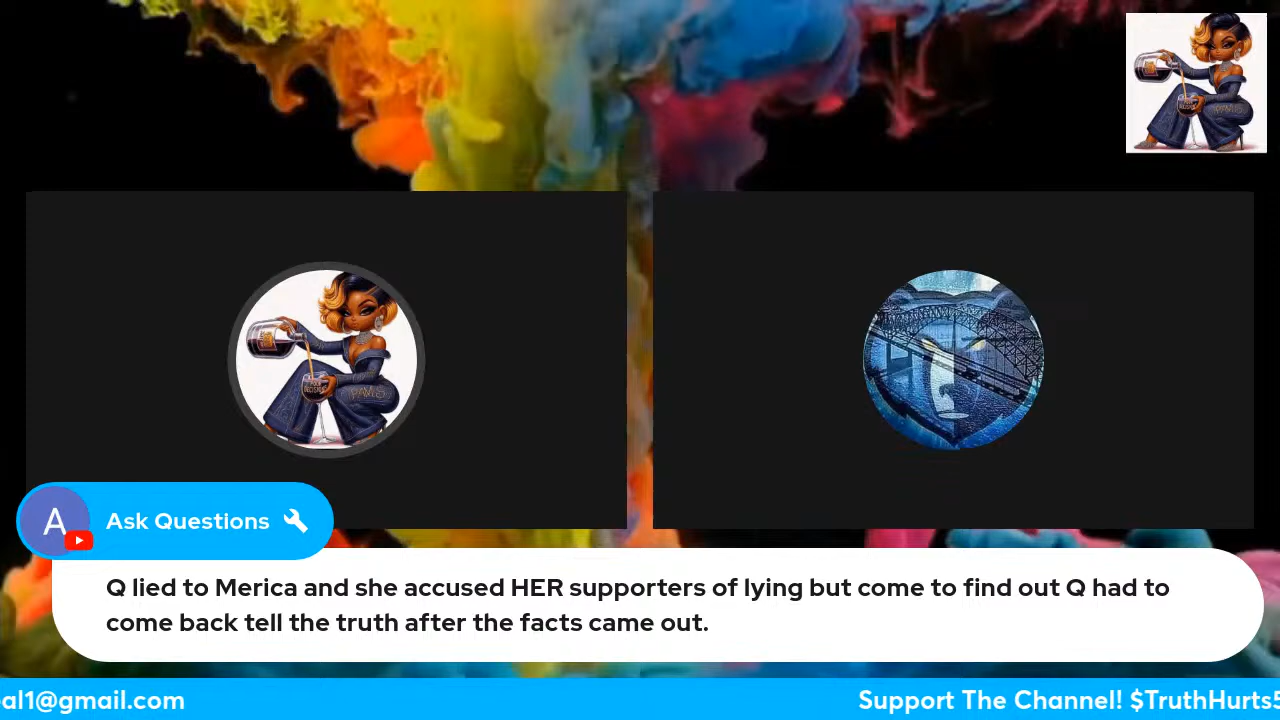 A
Ask Questions
Q lied to Merica and she accused HER supporters of lying but come to find out Q had to
come back tell the truth after the facts came out.
al1@gmail.com
Support The Channel! $TruthHurts5